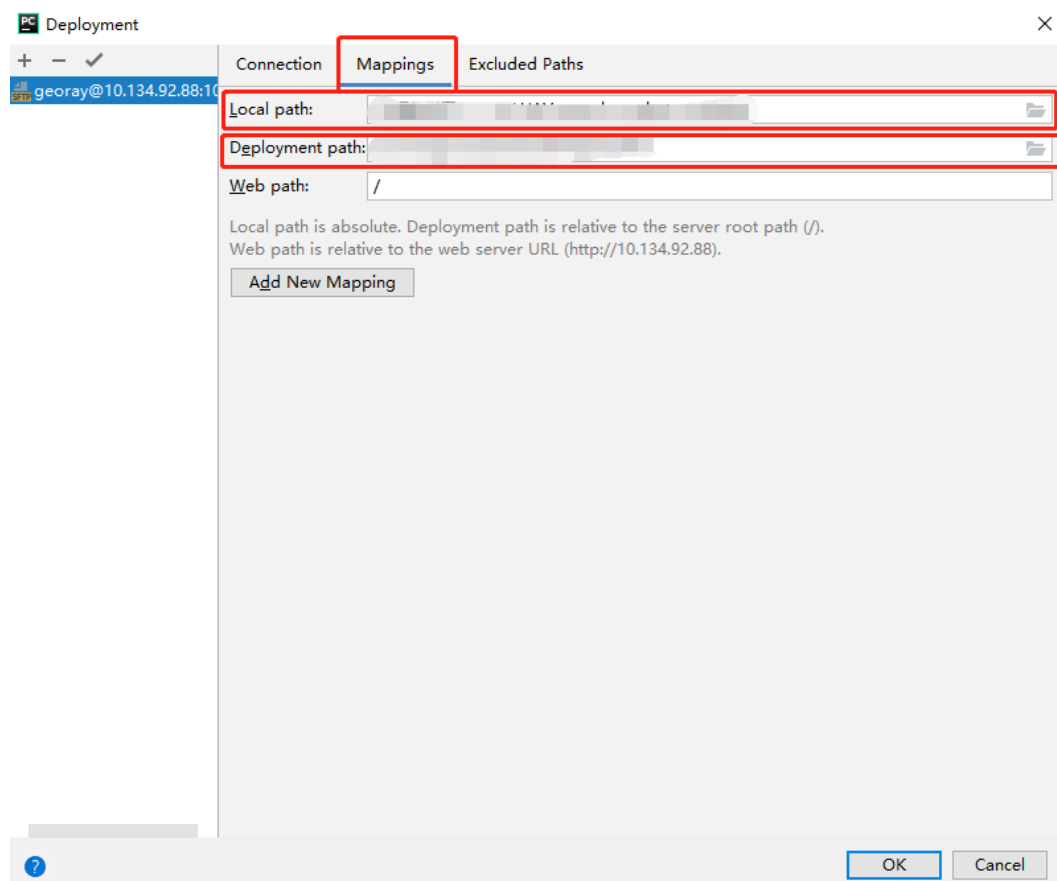 PC Deployment
Connection Mappings Excluded Paths
SFTP georay@10.134.92.88:10
Local path:
Deployment path:
Web path: /
Local path is absolute. Deployment path is relative to the server root path (/).
Web path is relative to the web server URL (http://10.134.92.88).
Add New Mapping
? OK Cancel